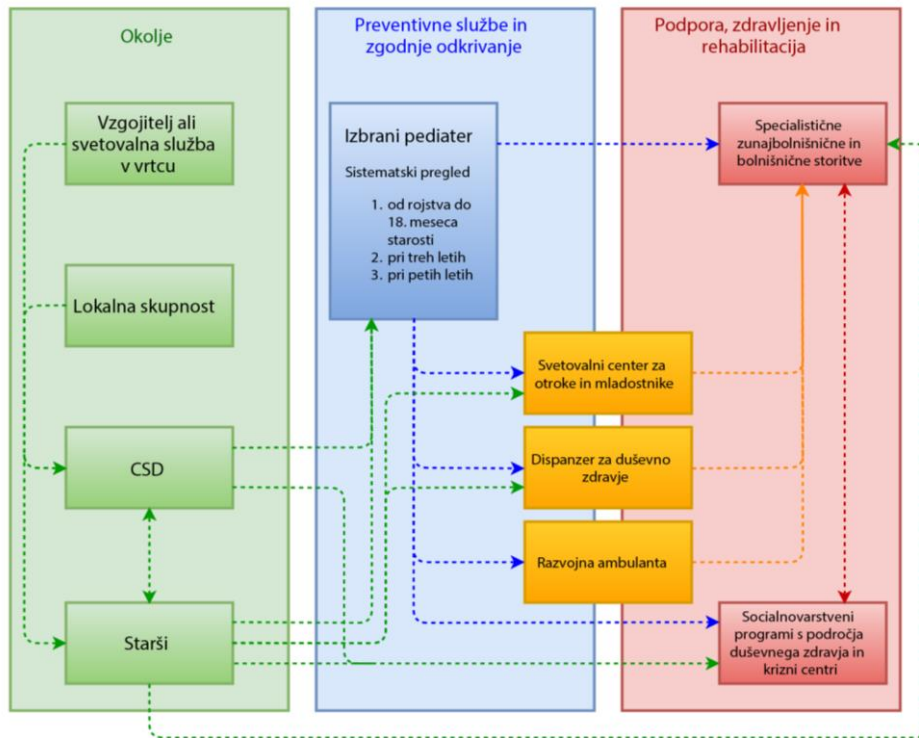 Okolje
Vzgojitelj ali
svetovalna služba
v vrtcu
Lokalna skupnost
CSD
Starši
Preventivne službe in
zgodnje odkrivanje
Izbrani pediater
Sistematski pregled
1. od rojstva do
18. meseca
starosti
2. pri treh letih
3. pri petih letih
Svetovalni center za
otroke in mladostnike
Dispanzer za duševno
zdravje
Razvojna ambulanta
Podpora, zdravljenje in
rehabilitacija
Specialistične
zunajbolnišnične in
bolnišnične storitve
Socialnovarstveni
programi s področja
duševnega zdravja in
krizni centri